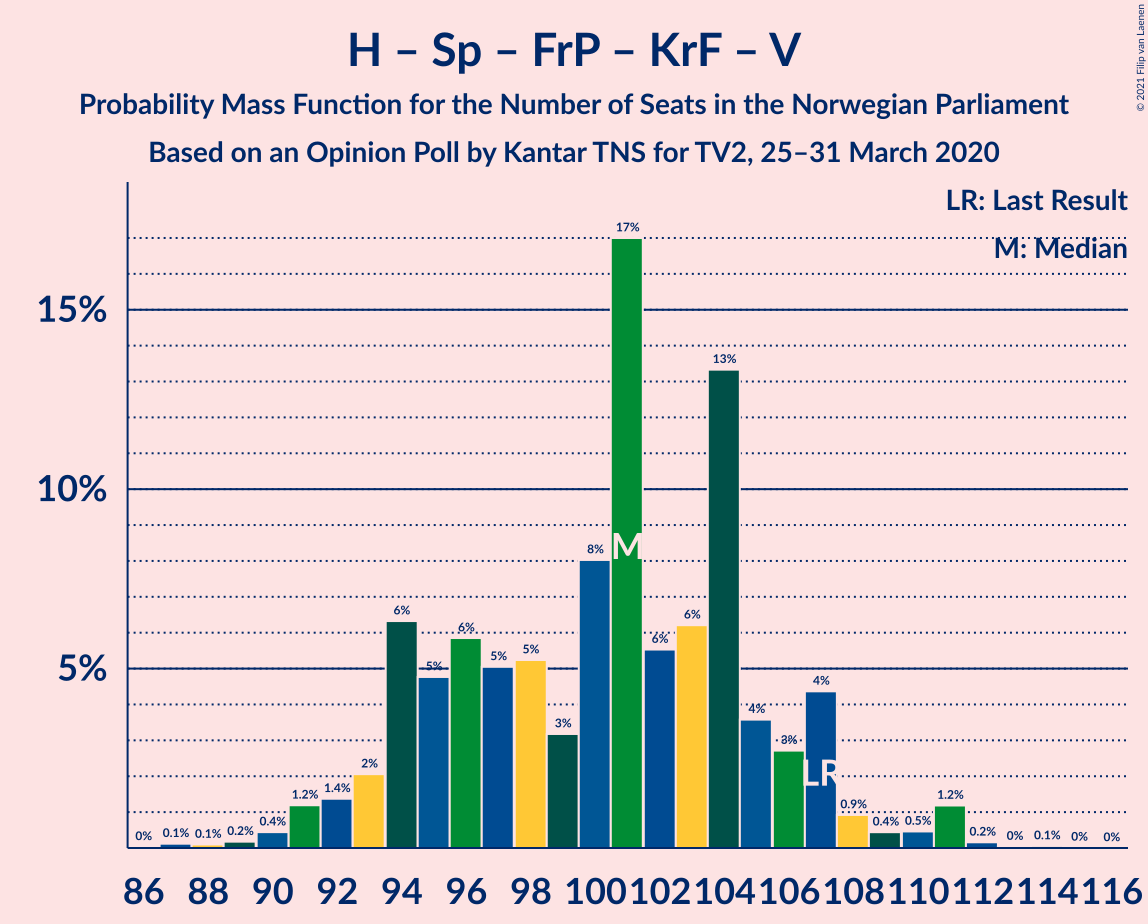 H – Sp – FrP – KrF – V
Probability Mass Function for the Number of Seats in the Norwegian Parliament
Based on an Opinion Poll by Kantar TNS for TV2, 25–31 March 2020
© 2021 Filip van Laenen
LR: Last Result
M: Median
15%
10%
5%
0% 0.1% 0.1% 0.2% 0.4% 1.2% 1.4% 2% 6% 5% 6% 5% 5% 3% 8% 17% 6% 6% 13% 4% 3% 4% 0.9% 0.4% 0.5% 1.2% 0.2% 0% 0.1% 0% 0%
M
LR
86 88 90 92 94 96 98 100 102 104 106 108 110 112 114 116